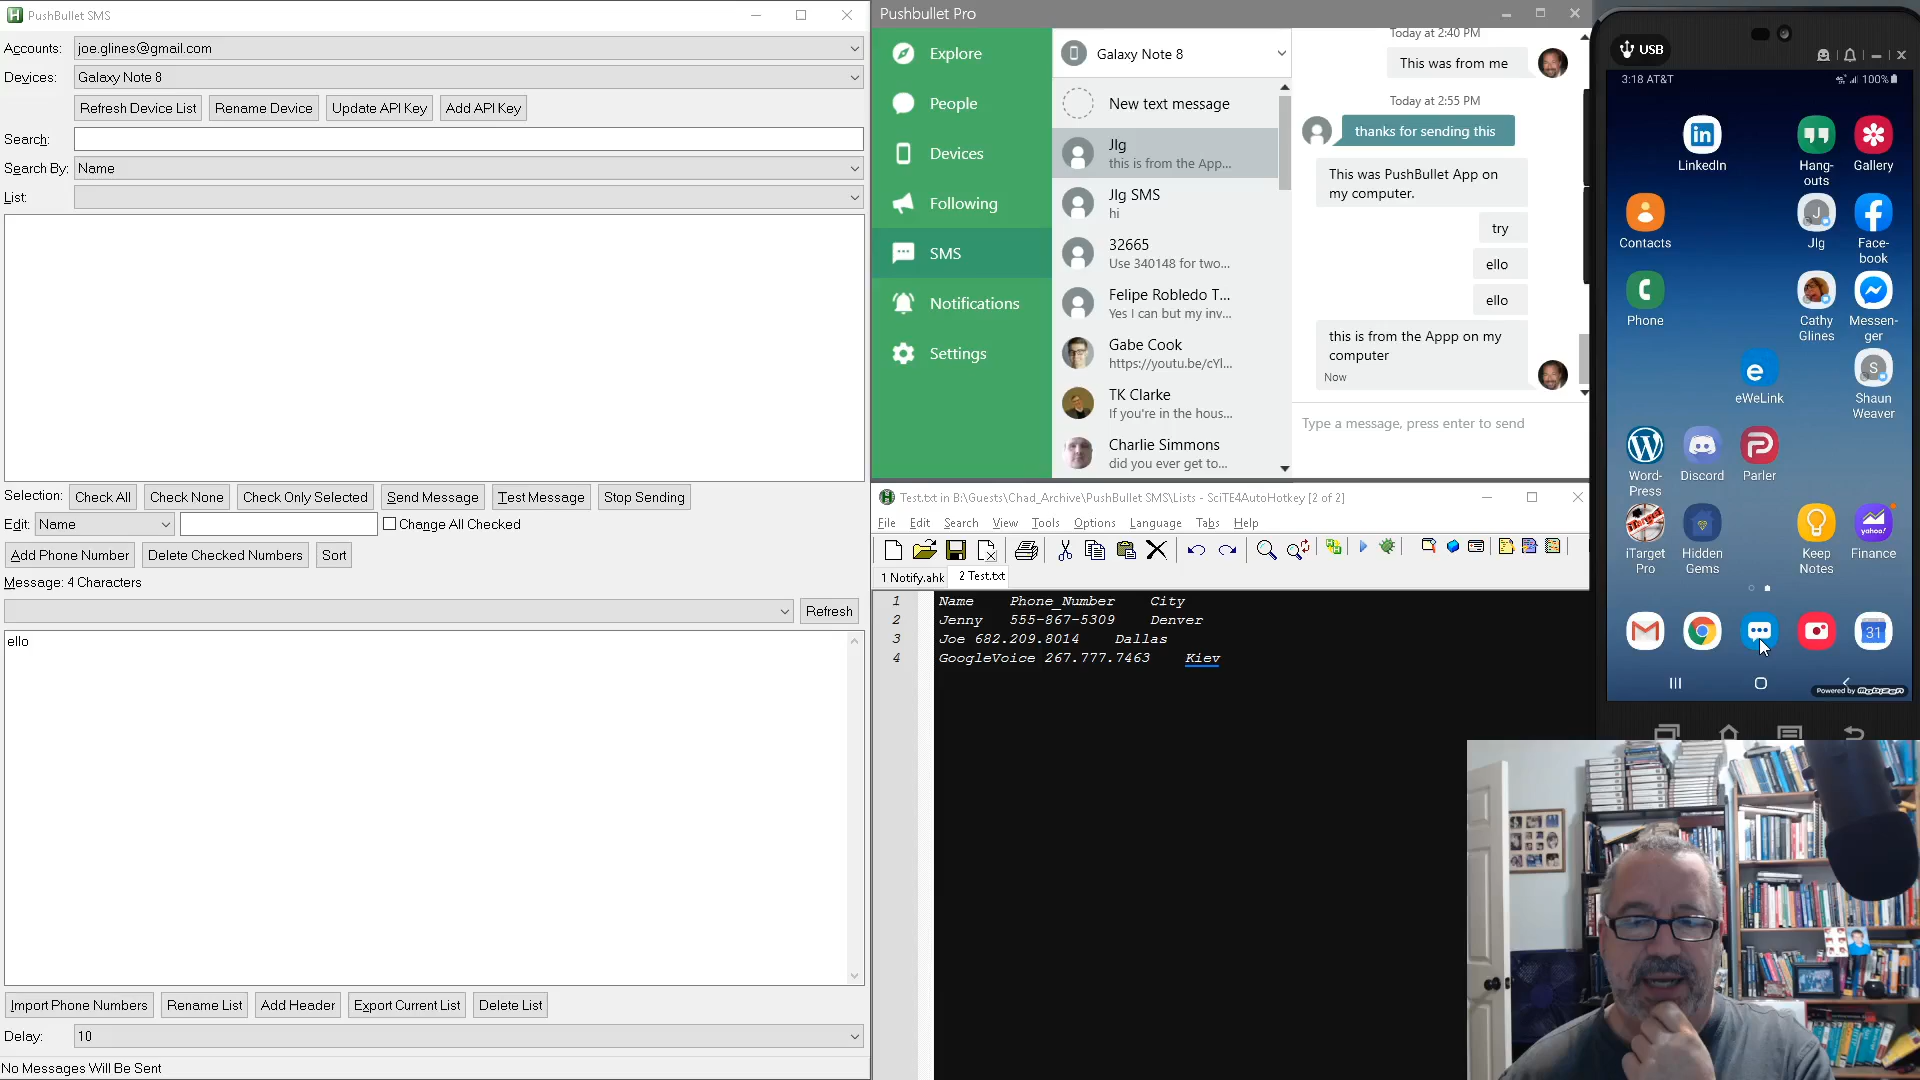 PushBullet SMS
Accounts: joe.glines@gmail.com
Devices: Galaxy Note 8
Refresh Device List Rename Device Update API Key Add API Key
Search:
Search By: Name
List:
Selection: Check All Check None Check Only Selected Send Message Test Message Stop Sending
Edit: Name Change All Checked
Add Phone Number Delete Checked Numbers Sort
Message: 4 Characters
Refresh
ello
Import Phone Numbers Rename List Add Header Export Current List Delete List
Delay: 10
No Messages Will Be Sent
Pushbullet Pro
Explore
People
Devices
Following
SMS
Notifications
Settings
Galaxy Note 8
New text message
Jlg
this is from the App...
Jlg SMS
hi
32665
Use 340148 for two...
Felipe Robledo T...
Yes I can but my inv...
Gabe Cook
https://youtu.be/cYl...
TK Clarke
If you're in the hous...
Charlie Simmons
did you ever get to...
Today at 2:40 PM
This was from me
Today at 2:55 PM
thanks for sending this
This was PushBullet App on
my computer.
try
ello
ello
this is from the Appp on my
computer
Now
Type a message, press enter to send
Test.txt in B:\Guests\Chad_Archive\PushBullet SMS\Lists - SciTE4AutoHotkey [2 of 2]
File Edit Search View Tools Options Language Tabs Help
1 Notify.ahk 2 Test.txt
1 Name Phone_Number City
2 Jenny 555-867-5309 Denver
3 Joe 682.209.8014 Dallas
4 GoogleVoice 267.777.7463 Kiev
USB
3:18 AT&T 100%
LinkedIn
Hang-
outs
Gallery
Contacts
J
Jlg
Face-
book
Phone
Cathy
Glines
Messen-
ger
eWeLink
S
Shaun
Weaver
Word-
Press
Discord
Parler
iTarget
iTarget
Pro
Hidden
Gems
Keep
Notes
yahoo!
Finance
31
Powered by Mobizen